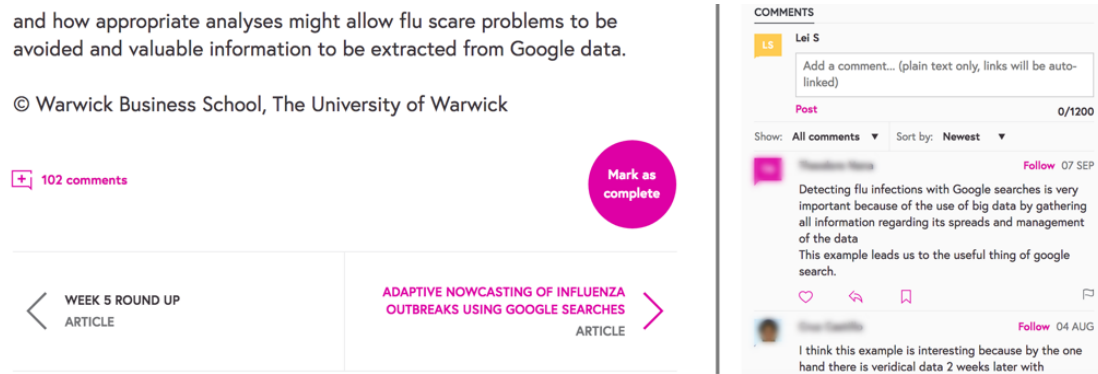 and how appropriate analyses might allow flu scare problems to be
avoided and valuable information to be extracted from Google data.
© Warwick Business School, The University of Warwick
102 comments
Mark as
complete
WEEK 5 ROUND UP
ARTICLE
ADAPTIVE NOWCASTING OF INFLUENZA
OUTBREAKS USING GOOGLE SEARCHES
ARTICLE
COMMENTS
LS
Lei S
Add a comment... (plain text only, links will be auto-
linked)
Post 0/1200
Show: All comments ▼ Sort by: Newest ▼
Follow 07 SEP
Detecting flu infections with Google searches is very
important because of the use of big data by gathering
all information regarding its spreads and management
of the data
This example leads us to the useful thing of google
search.
Follow 04 AUG
I think this example is interesting because by the one
hand there is veridical data 2 weeks later with